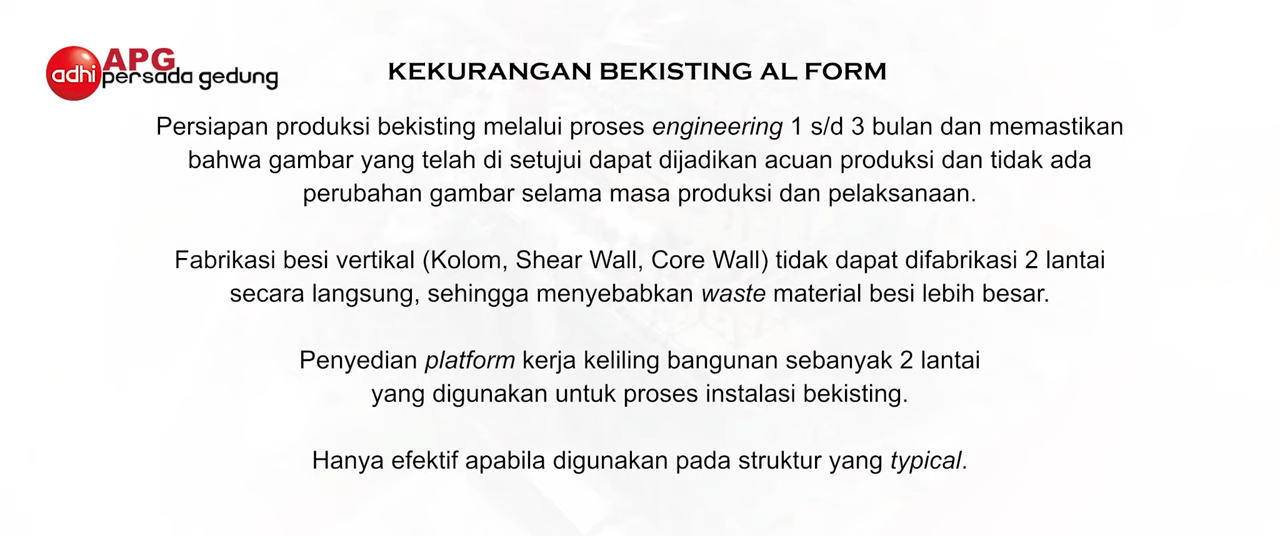 APG
adhi persada gedung
KEKURANGAN BEKISTING AL FORM
Persiapan produksi bekisting melalui proses engineering 1 s/d 3 bulan dan memastikan
bahwa gambar yang telah di setujui dapat dijadikan acuan produksi dan tidak ada
perubahan gambar selama masa produksi dan pelaksanaan.
Fabrikasi besi vertikal (Kolom, Shear Wall, Core Wall) tidak dapat difabrikasi 2 lantai
secara langsung, sehingga menyebabkan waste material besi lebih besar.
Penyedian platform kerja keliling bangunan sebanyak 2 lantai
yang digunakan untuk proses instalasi bekisting.
Hanya efektif apabila digunakan pada struktur yang typical.